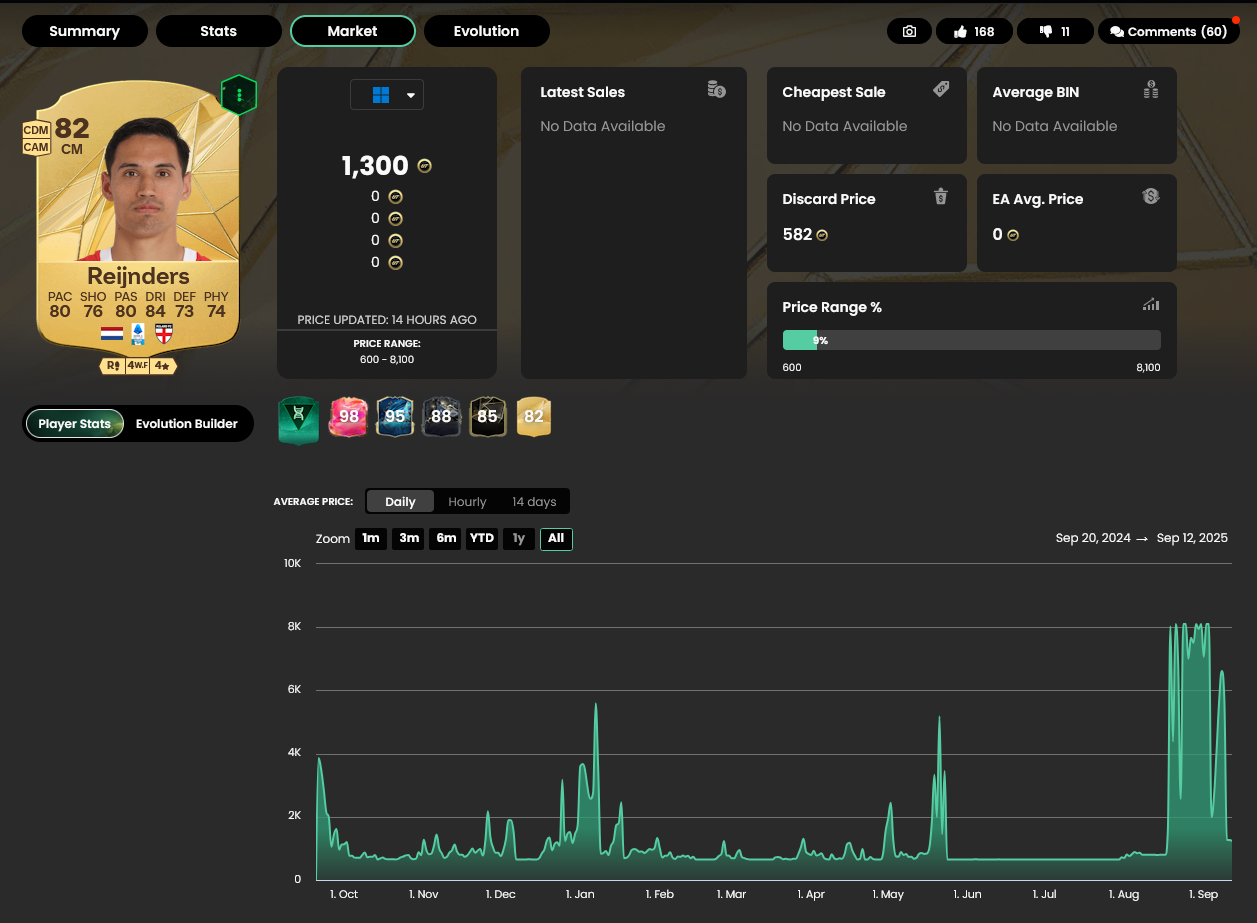 Summary
Stats
Market
Evolution
168
11
Comments (60)
82
CM
CDM
CAM
Reijnders
PAC SHO PAS DRI DEF PHY
80 76 80 84 73 74
R
4W.F
4
1,300
0
0
0
0
PRICE UPDATED: 14 HOURS AGO
PRICE RANGE:
600 - 8,100
Latest Sales
No Data Available
Cheapest Sale
No Data Available
Average BIN
No Data Available
Discard Price
582
EA Avg. Price
0
Price Range %
9%
600
8,100
Player Stats
Evolution Builder
98
95
88
85
82
AVERAGE PRICE:
Daily
Hourly
14 days
Zoom
1m
3m
6m
YTD
1y
All
Sep 20, 2024 → Sep 12, 2025
10K
8K
6K
4K
2K
0
1. Oct
1. Nov
1. Dec
1. Jan
1. Feb
1. Mar
1. Apr
1. May
1. Jun
1. Jul
1. Aug
1. Sep